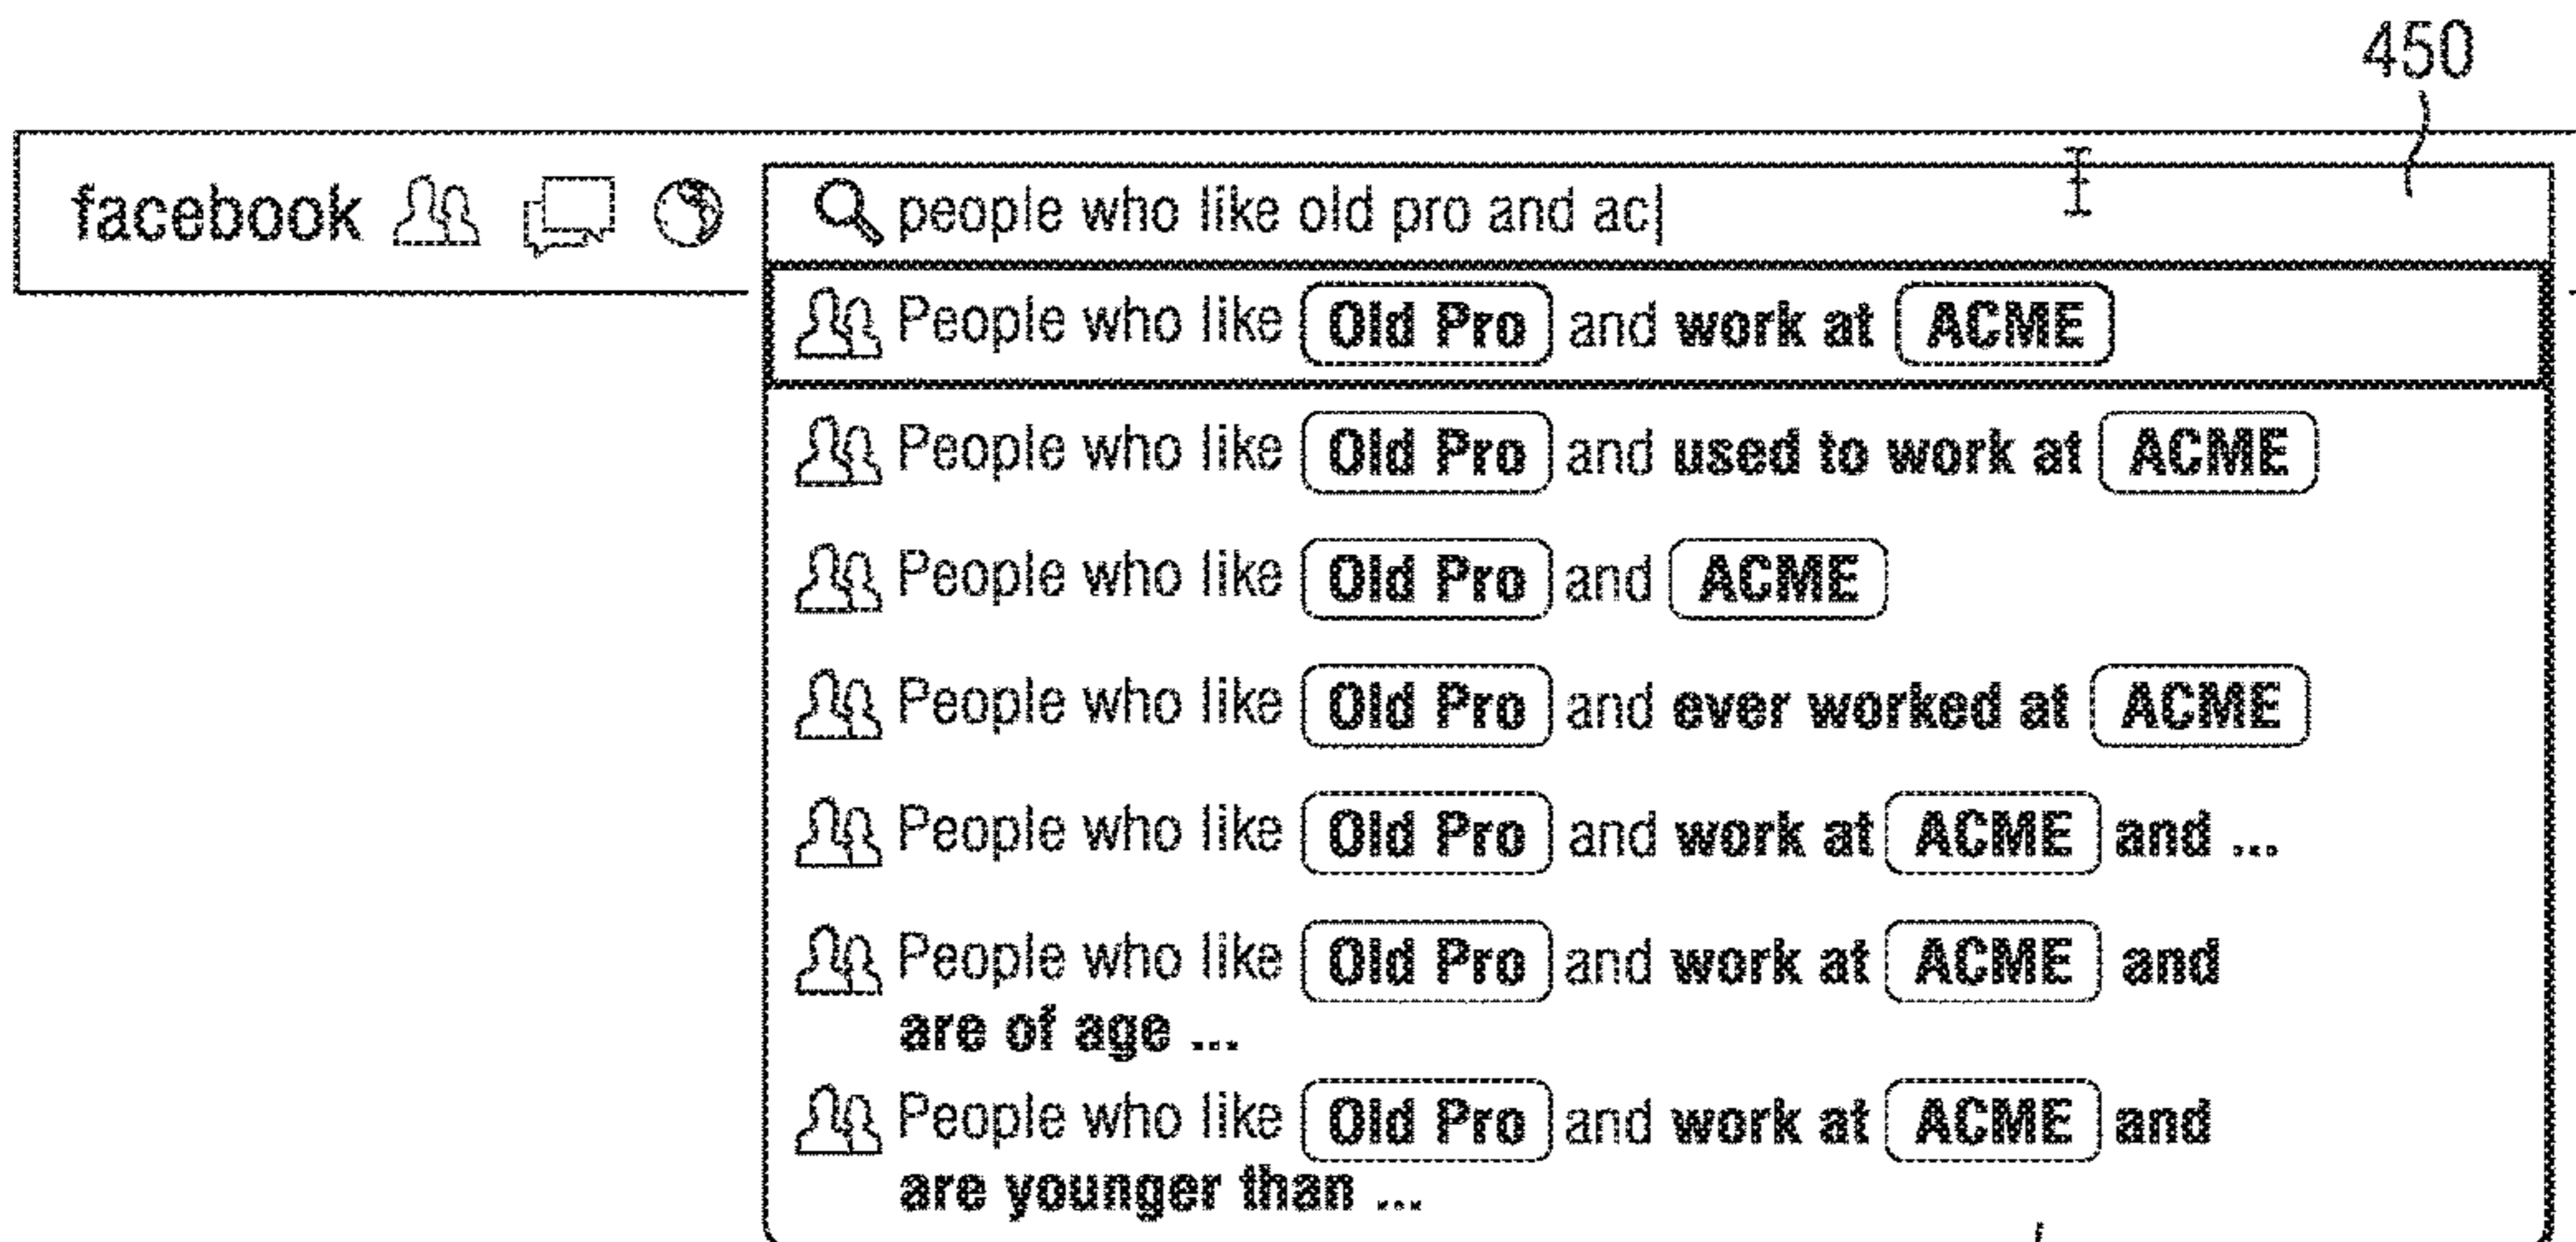 450
facebook people who like old pro and ac
People who like Old Pro and work at ACME
People who like Old Pro and used to work at ACME
People who like Old Pro and ACME
People who like Old Pro and ever worked at ACME
People who like Old Pro and work at ACME and ...
People who like Old Pro and work at ACME and
are of age ...
People who like Old Pro and work at ACME and
are younger than ...